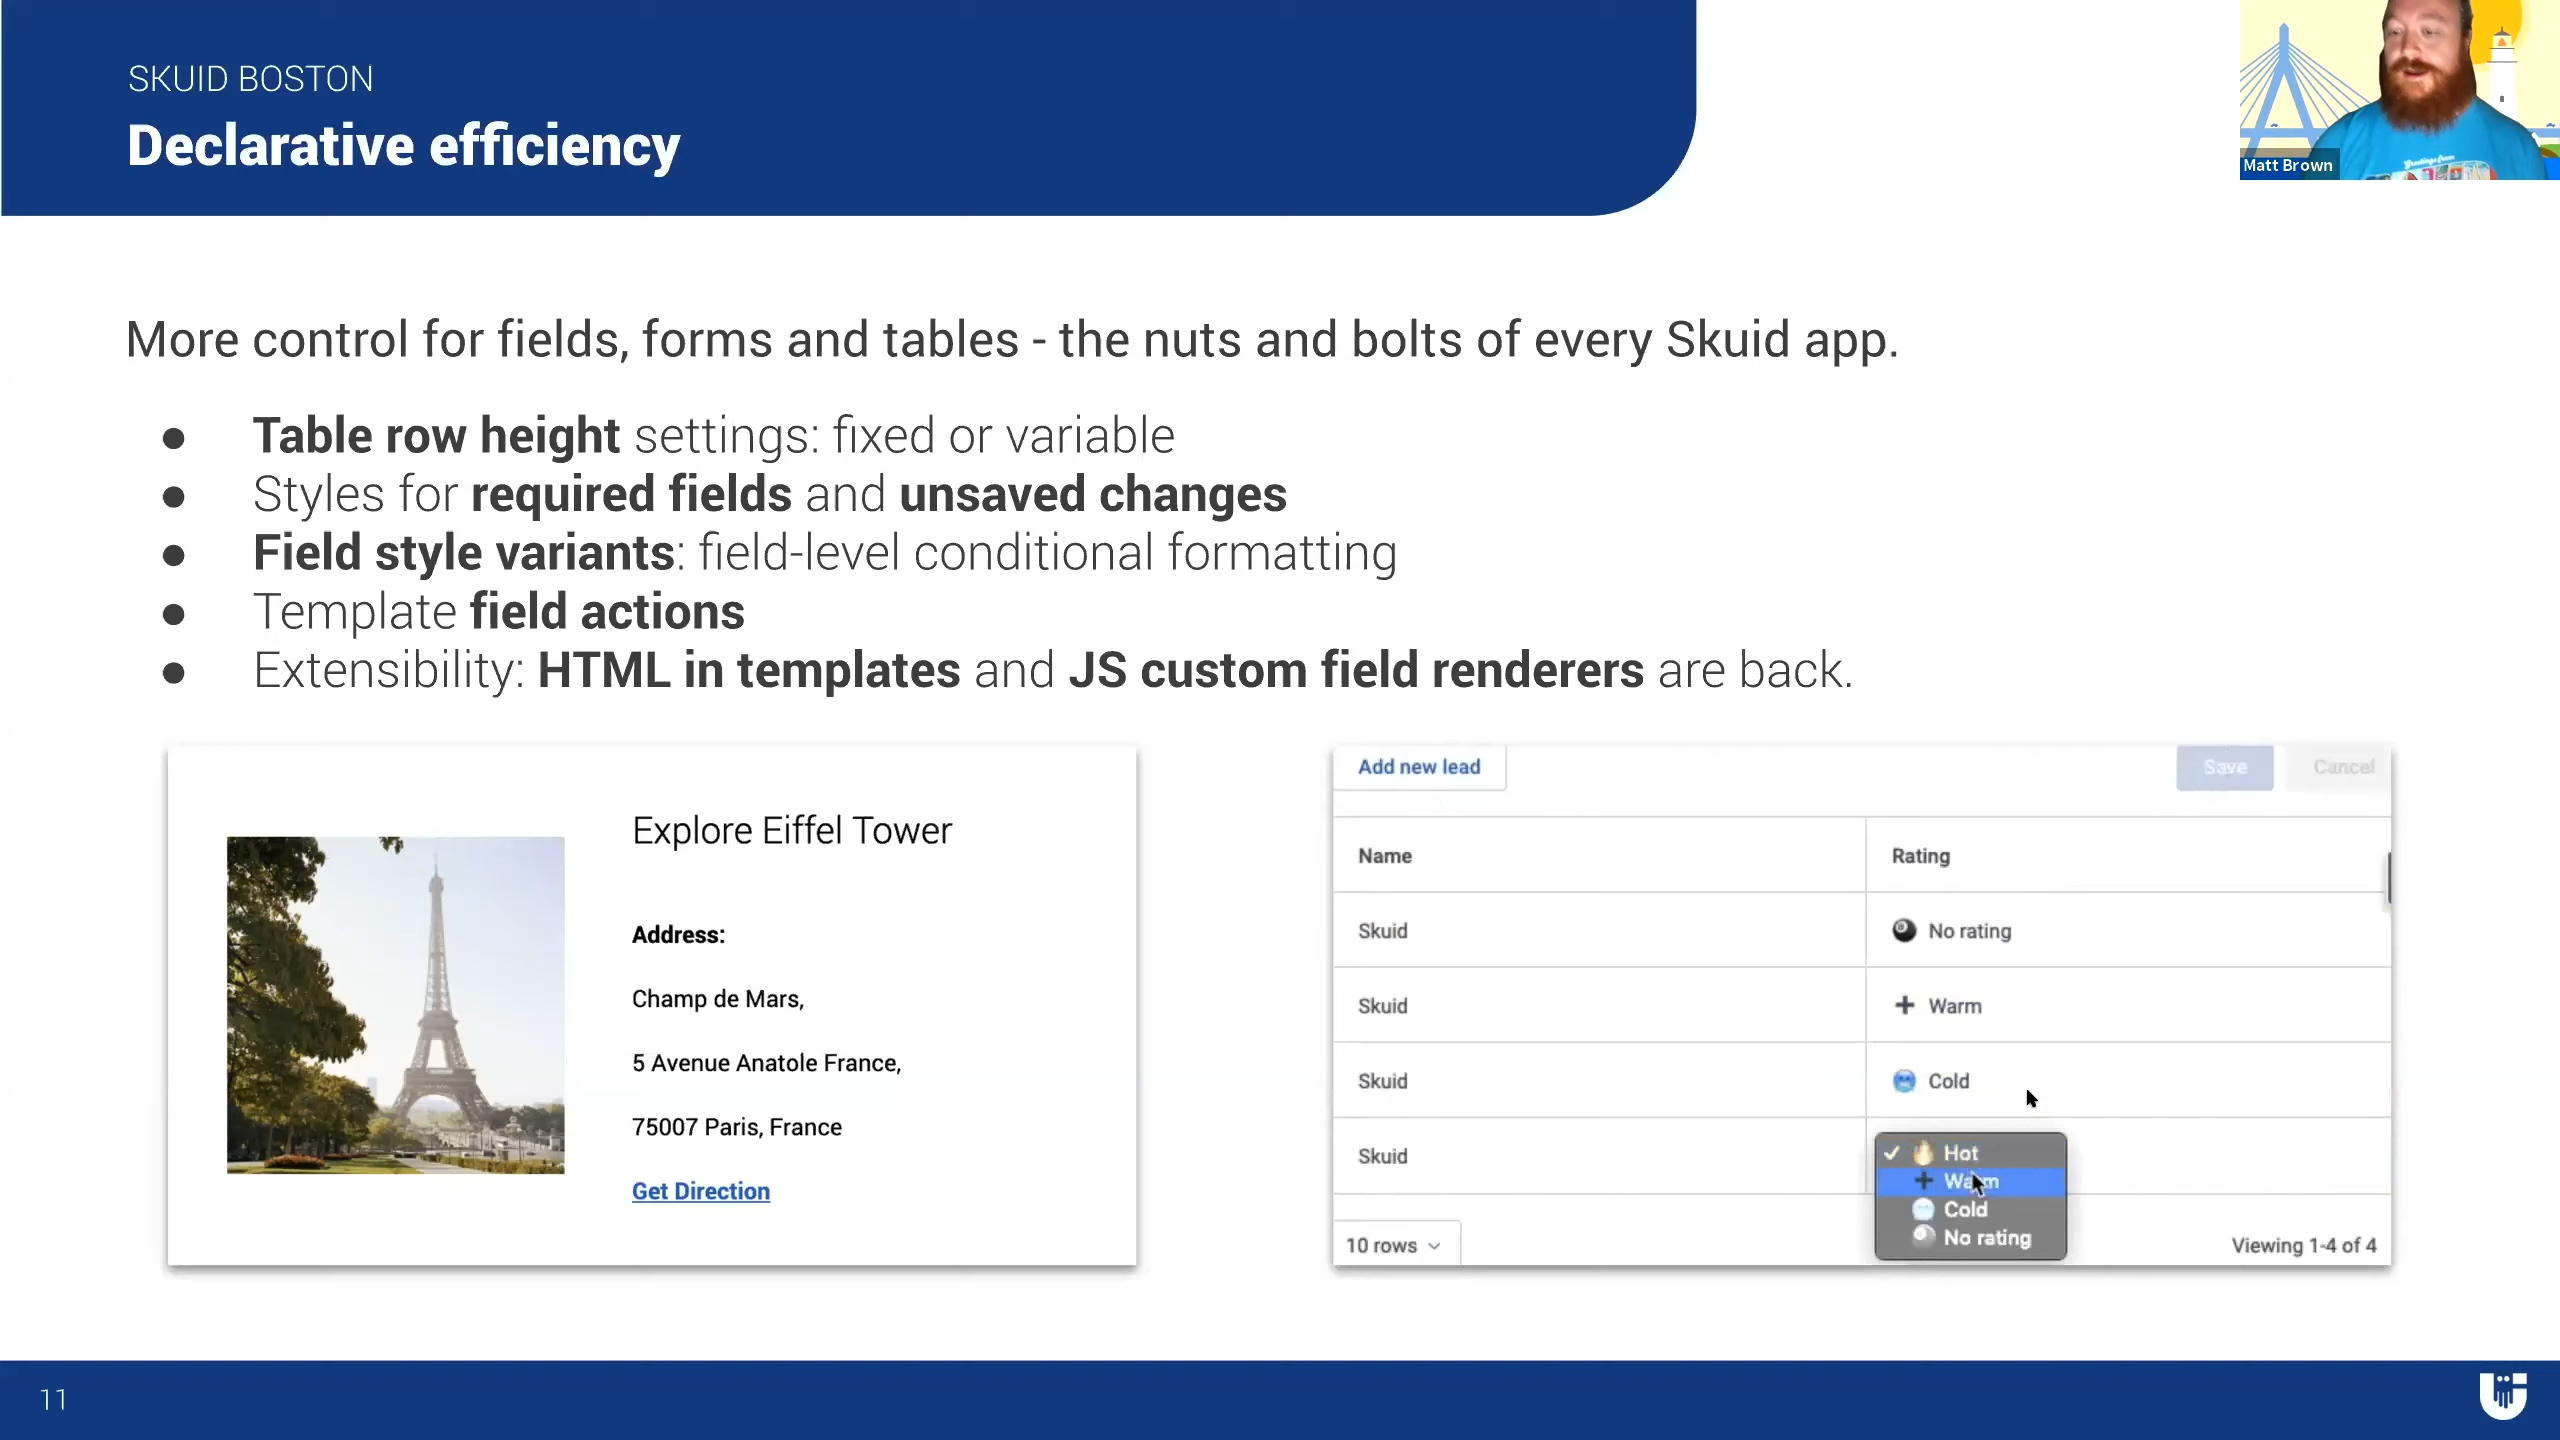 SKUID BOSTON
Declarative efficiency
Matt Brown
Greetings from
More control for fields, forms and tables - the nuts and bolts of every Skuid app.
● Table row height settings: fixed or variable
● Styles for required fields and unsaved changes
● Field style variants: field-level conditional formatting
● Template field actions
● Extensibility: HTML in templates and JS custom field renderers are back.
Explore Eiffel Tower
Address:
Champ de Mars,
5 Avenue Anatole France,
75007 Paris, France
Get Direction
Add new lead
Save
Cancel
Name
Rating
Skuid
No rating
Skuid
Warm
Skuid
Cold
Skuid
✓ Hot
Warm
Cold
No rating
10 rows
Viewing 1-4 of 4
11